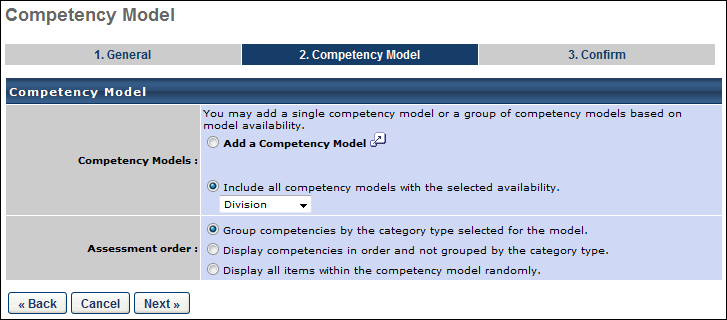 Competency Model
1. General
2. Competency Model
3. Confirm
Competency Model
You may add a single competency model or a group of competency models based on
model availability.
Competency Models :
Add a Competency Model
Include all competency models with the selected availability.
Division
Assessment order :
Group competencies by the category type selected for the model.
Display competencies in order and not grouped by the category type.
Display all items within the competency model randomly.
« Back
Cancel
Next »